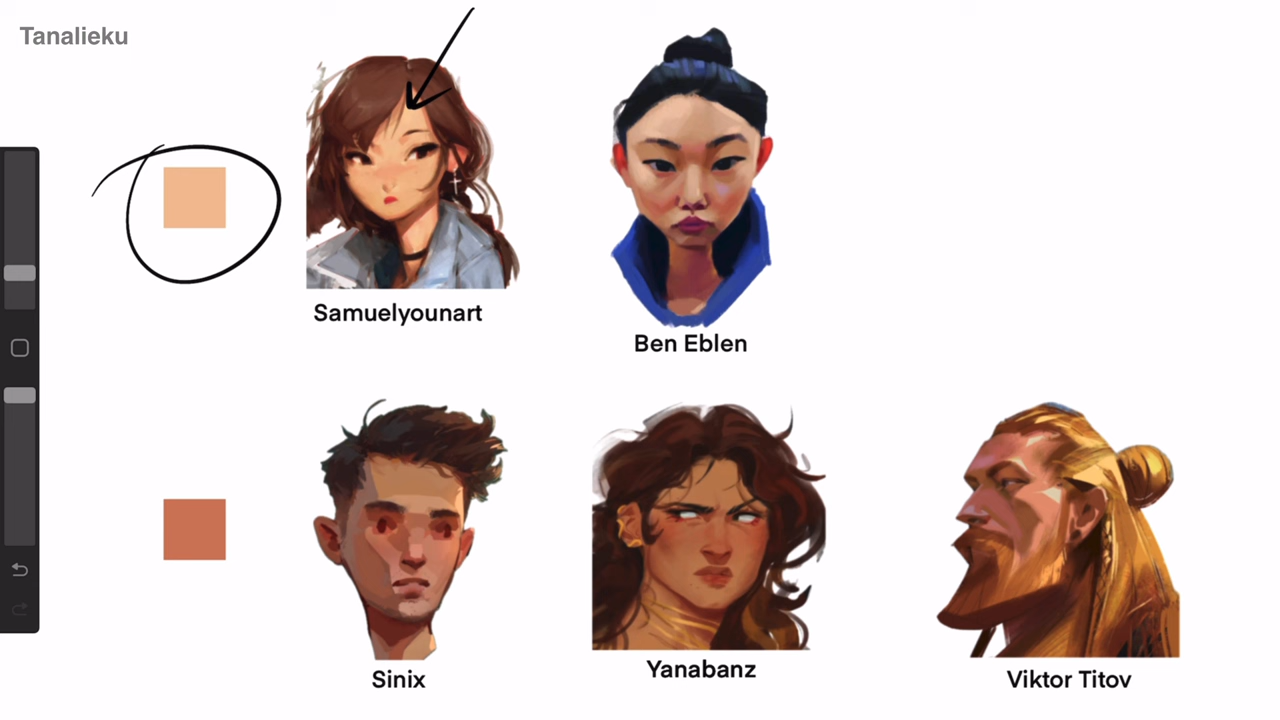 Tanalieku
Samuelyounart
Ben Eblen
Sinix
Yanabanz
Viktor Titov